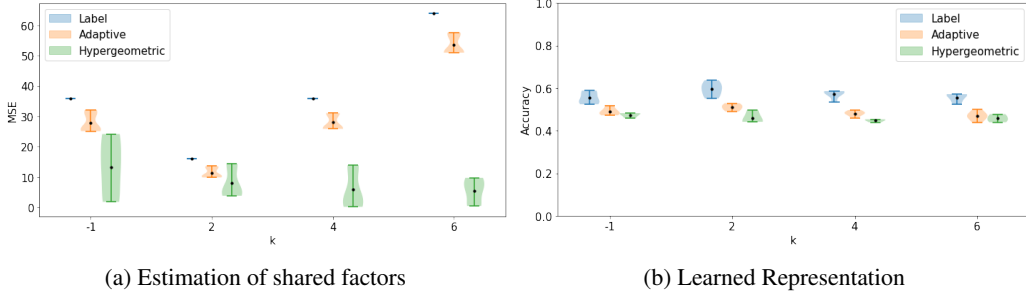 Label
Adaptive
Hypergeometric
MSE
60
50
40
30
20
10
0
-1 2 4 6
k
(a) Estimation of shared factors
Label
Adaptive
Hypergeometric
Accuracy
1.0
0.8
0.6
0.4
0.2
0.0
-1 2 4 6
k
(b) Learned Representation